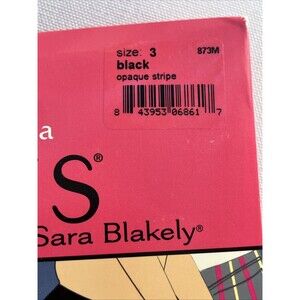 size: 3 873M
black
opaque stripe
8 43953 06861 7
a
S®
Sara Blakely®